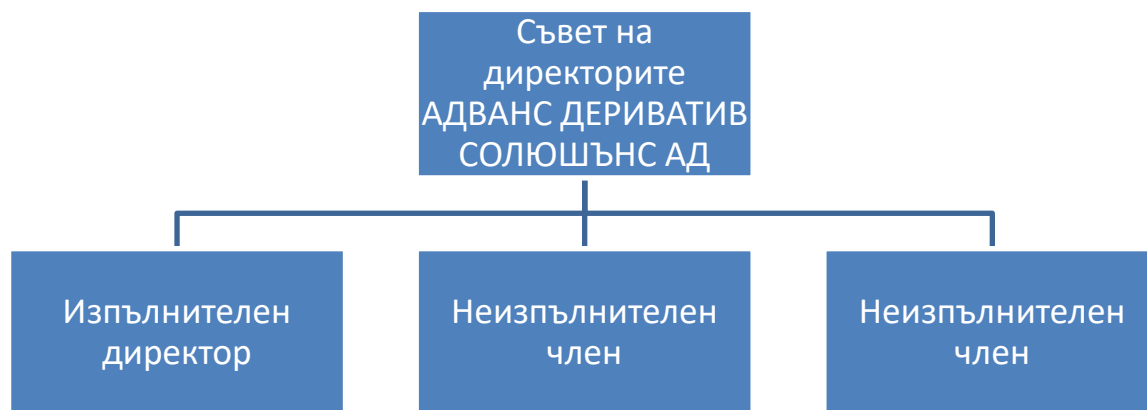 Съвет на
директорите
АДВАНС ДЕРИВАТИВ
СОЛЮШЪНС АД
Изпълнителен
директор
Неизпълнителен
член
Неизпълнителен
член